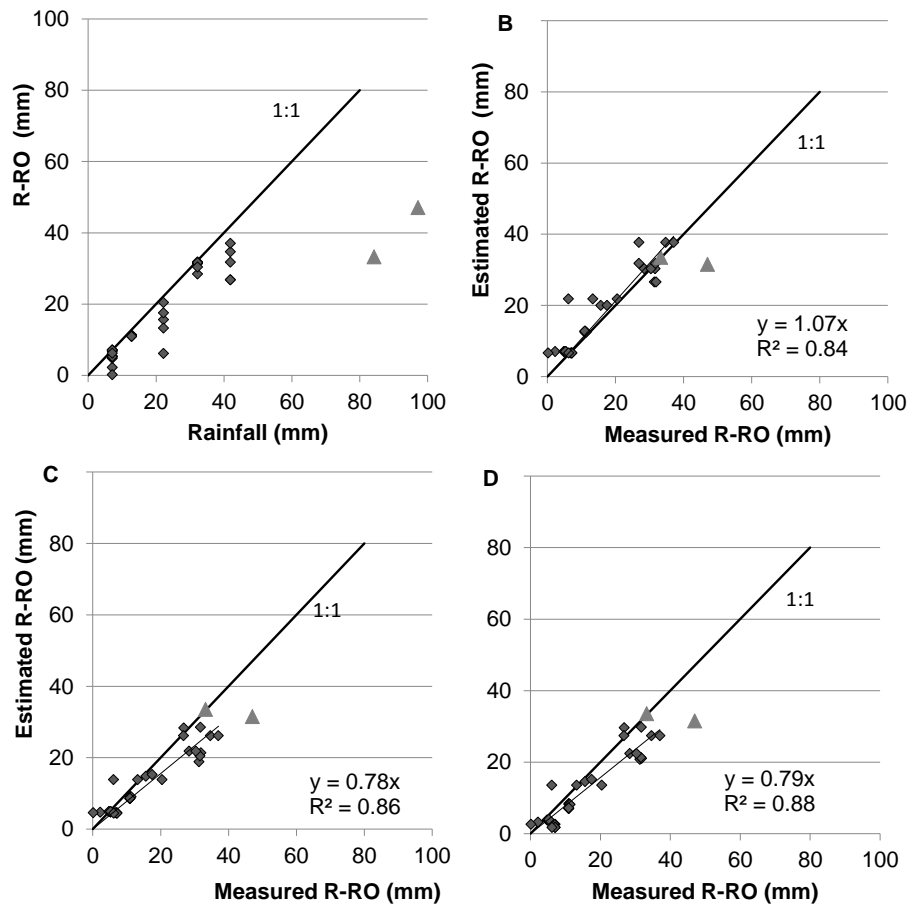 100
80
60
40
20
0
R-RO (mm)
1:1
0 20 40 60 80 100
Rainfall (mm)
B
80
60
40
20
0
Estimated R-RO (mm)
1:1
y = 1.07x
R² = 0.84
0 20 40 60 80 100
Measured R-RO (mm)
C
80
60
40
20
0
Estimated R-RO (mm)
1:1
y = 0.78x
R² = 0.86
0 20 40 60 80 100
Measured R-RO (mm)
D
80
60
40
20
0
1:1
y = 0.79x
R² = 0.88
0 20 40 60 80 100
Measured R-RO (mm)